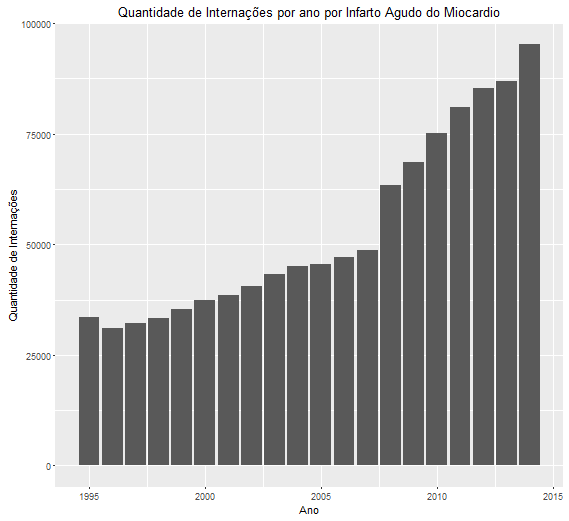 Quantidade de Internações por ano por Infarto Agudo do Miocardio
100000
75000
50000
25000
0
Quantidade de Internações
1995 2000 2005 2010 2015
Ano